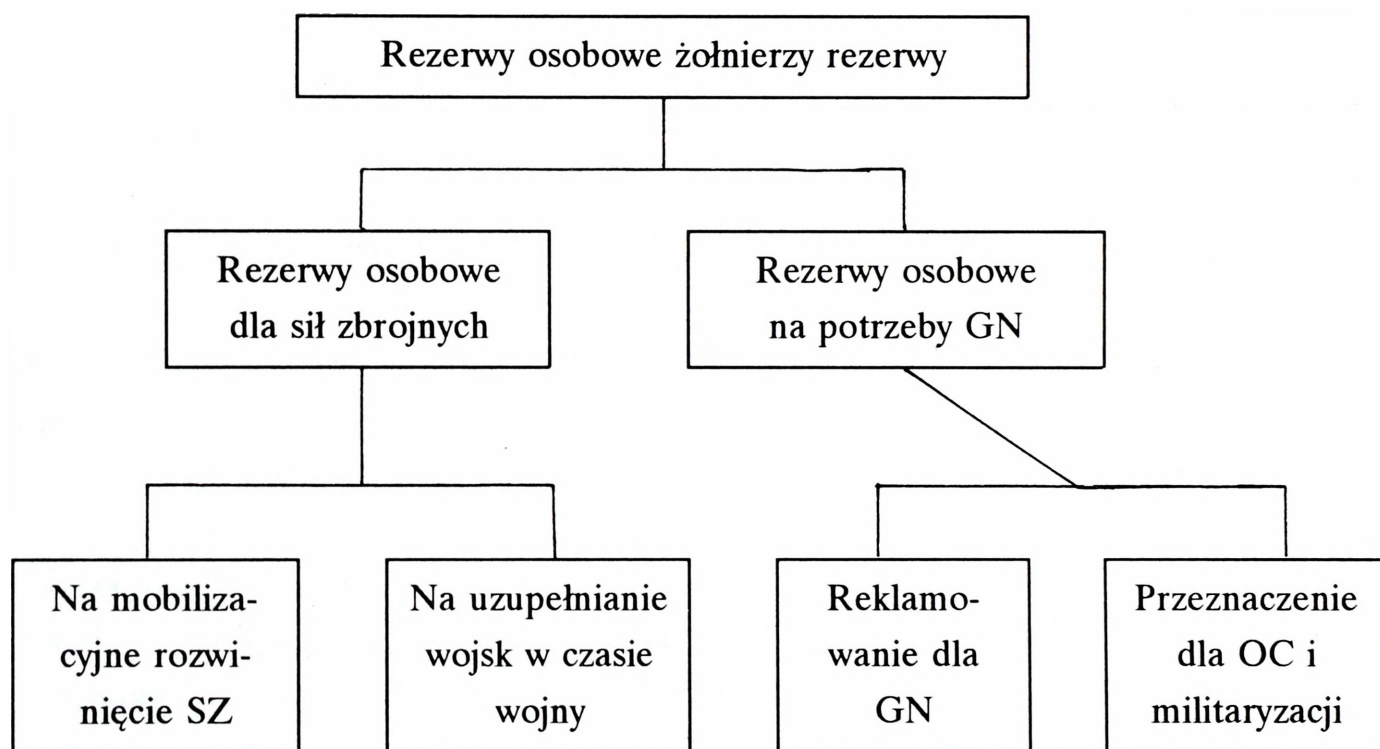 Rezerwy osobowe żołnierzy rezerwy
Rezerwy osobowe
dla sił zbrojnych
Rezerwy osobowe
na potrzeby GN
Na mobiliza-
cyjne rozwi-
nięcie SZ
Na uzupełnianie
wojsk w czasie
wojny
Reklamo-
wanie dla
GN
Przeznaczenie
dla OC i
militaryzacji